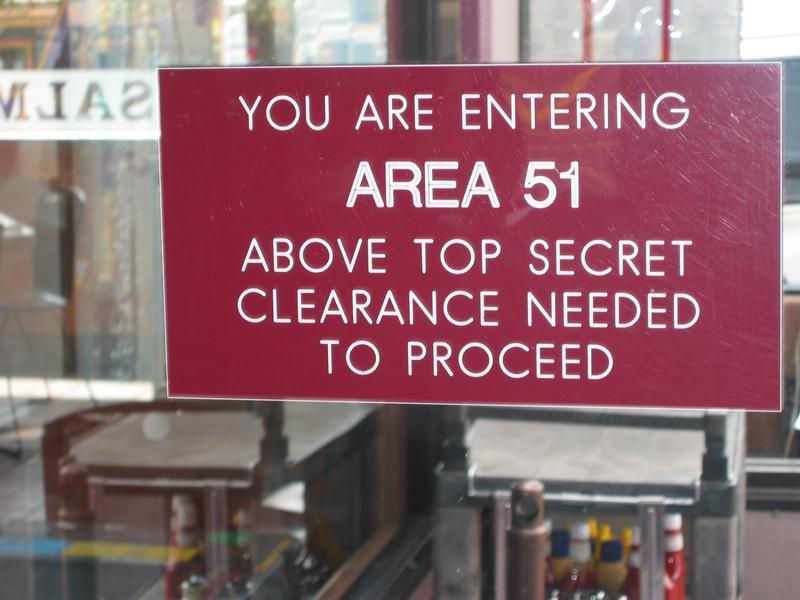 YOU ARE ENTERING
AREA 51
ABOVE TOP SECRET
CLEARANCE NEEDED
TO PROCEED